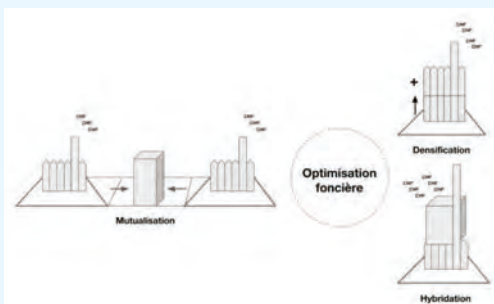 Mutualisation
Optimisation
foncière
+
Densification
Hybridation